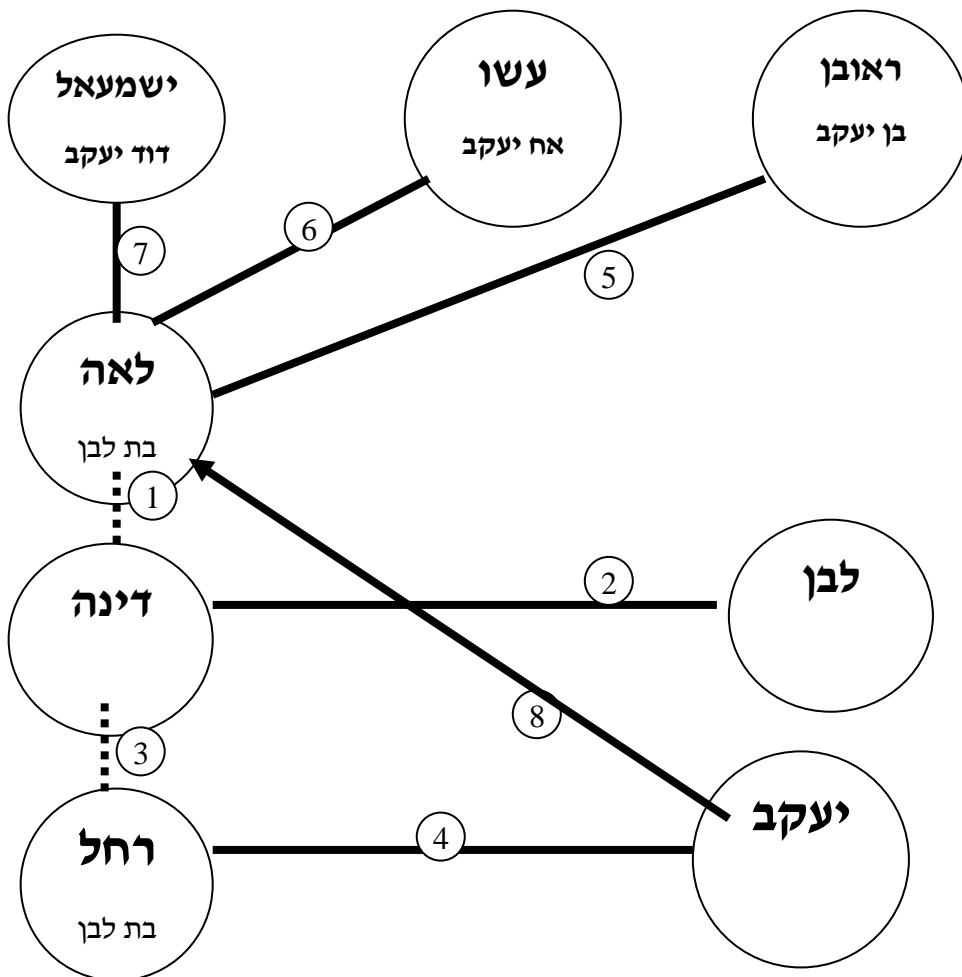 ראובן
בן יעקב
עשו
אח יעקב
ישמעאל
דוד יעקב
6
7
5
לאה
בת לבן
1
לבן
2
דינה
8
3
יעקב
4
רחל
בת לבן